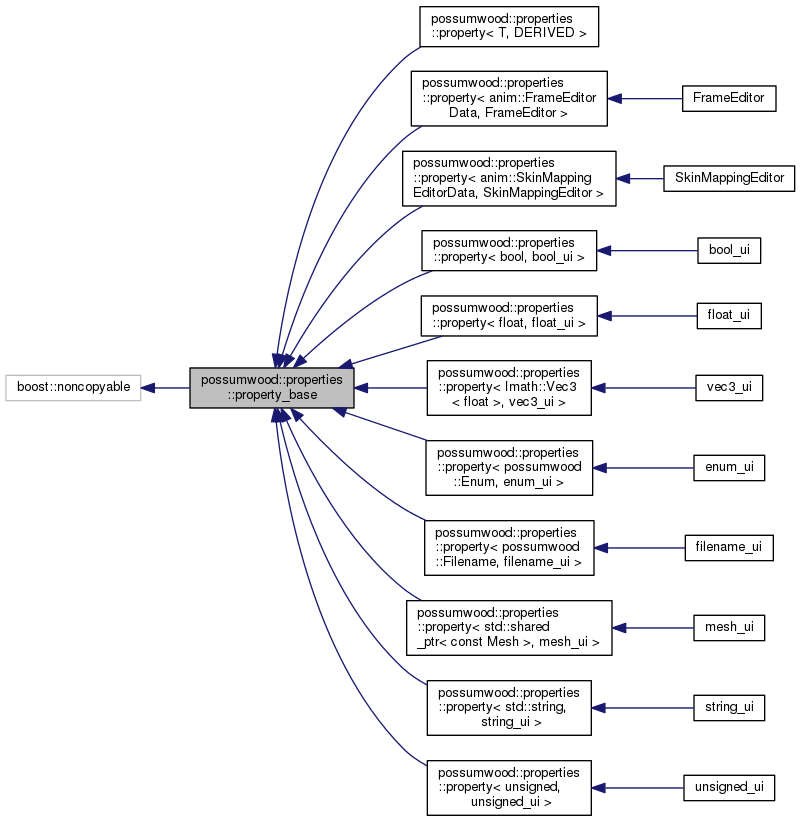 possumwood::properties
::property< T, DERIVED >
possumwood::properties
::property< anim::FrameEditor
Data, FrameEditor >
FrameEditor
possumwood::properties
::property< anim::SkinMapping
EditorData, SkinMappingEditor >
SkinMappingEditor
possumwood::properties
::property< bool, bool_ui >
bool_ui
possumwood::properties
::property< float, float_ui >
float_ui
boost::noncopyable
possumwood::properties
::property_base
possumwood::properties
::property< Imath::Vec3
< float >, vec3_ui >
vec3_ui
possumwood::properties
::property< possumwood
::Enum, enum_ui >
enum_ui
possumwood::properties
::property< possumwood
::Filename, filename_ui >
filename_ui
possumwood::properties
::property< std::shared
_ptr< const Mesh >, mesh_ui >
mesh_ui
possumwood::properties
::property< std::string,
string_ui >
string_ui
possumwood::properties
::property< unsigned,
unsigned_ui >
unsigned_ui